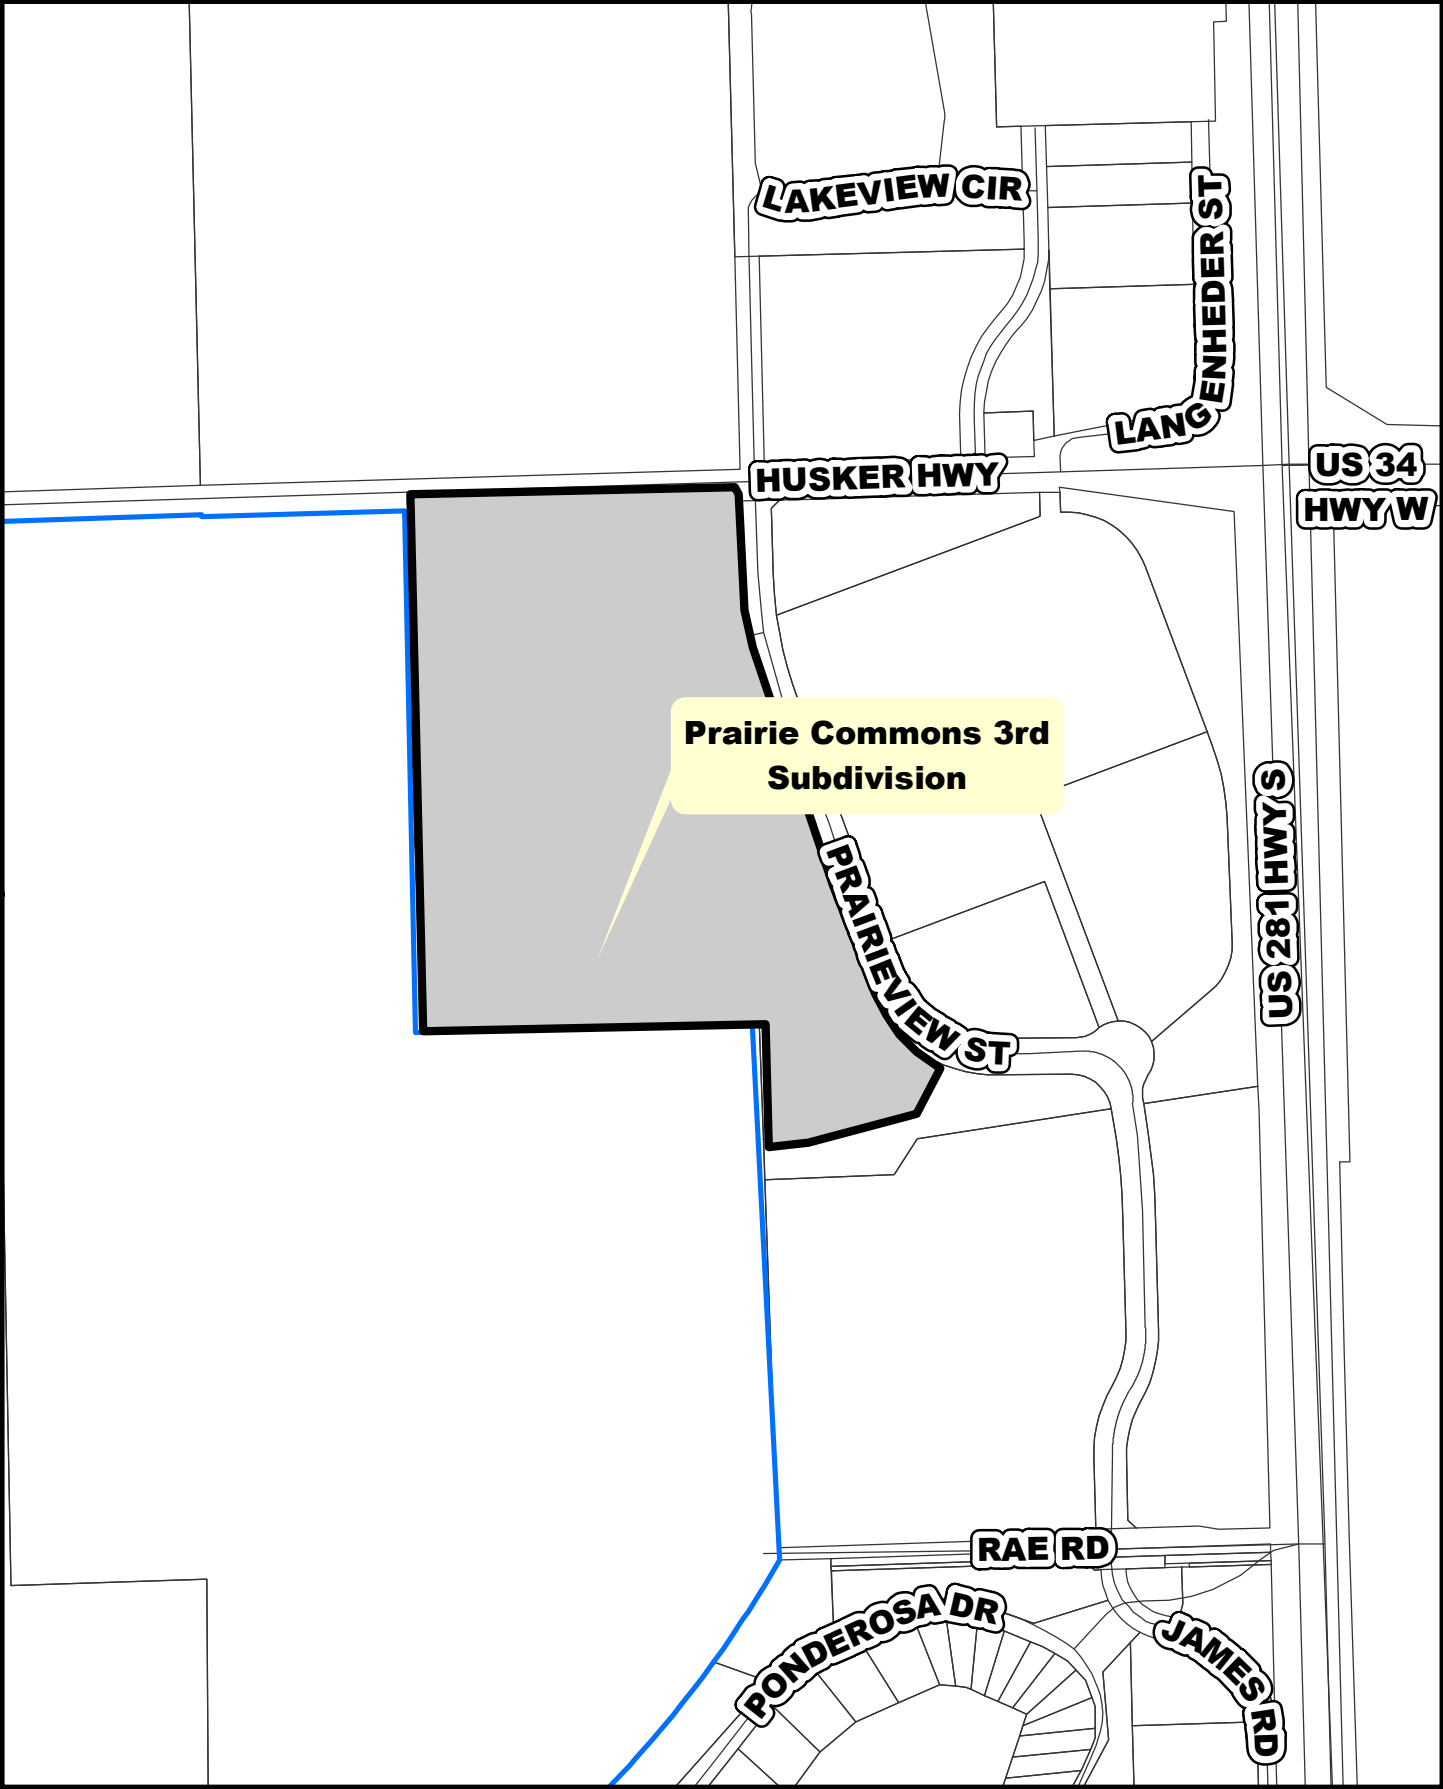 LAKEVIEW CIR
LANGENHEDER ST
HUSKER HWY
US 34
HWY W
Prairie Commons 3rd
Subdivision
US 281 HWY S
PRAIRIEVIEW ST
RAE RD
PONDEROSA DR
JAMES RD